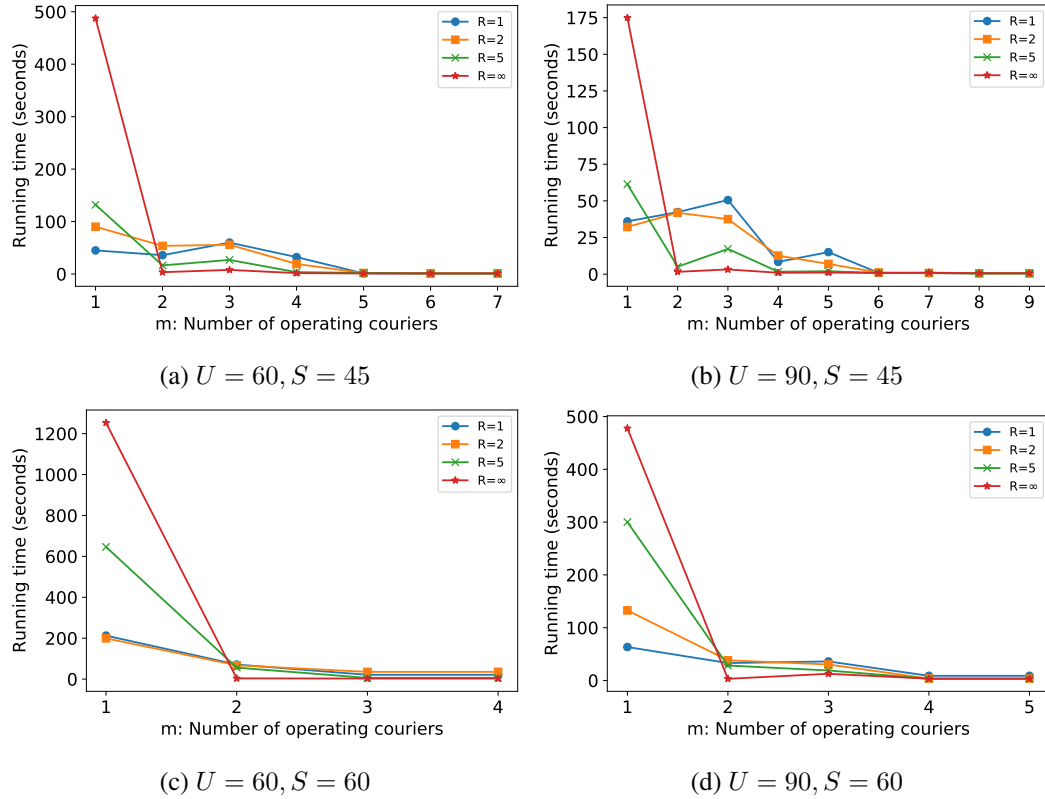 500
400
300
200
100
0
Running time (seconds)
R=1
R=2
R=5
R=∞
1 2 3 4 5 6 7
m: Number of operating couriers
(a) U = 60, S = 45
175
150
125
100
75
50
25
0
Running time (seconds)
R=1
R=2
R=5
R=∞
1 2 3 4 5 6 7 8 9
m: Number of operating couriers
(b) U = 90, S = 45
1200
1000
800
600
400
200
0
Running time (seconds)
R=1
R=2
R=5
R=∞
1 2 3 4
m: Number of operating couriers
(c) U = 60, S = 60
500
400
300
200
100
0
Running time (seconds)
R=1
R=2
R=5
R=∞
1 2 3 4 5
m: Number of operating couriers
(d) U = 90, S = 60